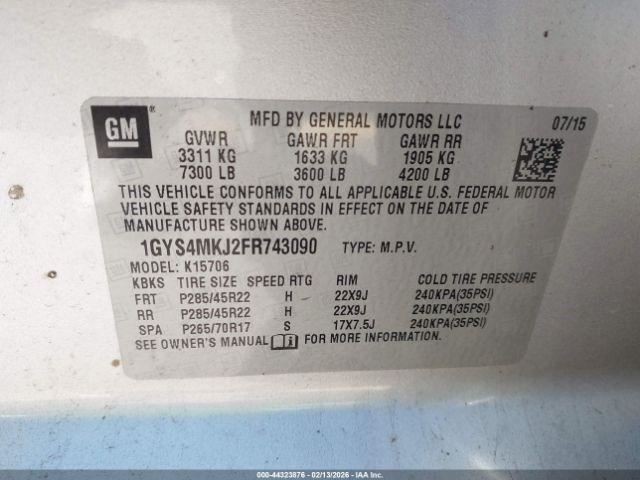 GM ®
MFD BY GENERAL MOTORS LLC 07/15
GVWR GAWR FRT GAWR RR
3311 KG 1633 KG 1905 KG
7300 LB 3600 LB 4200 LB
THIS VEHICLE CONFORMS TO ALL APPLICABLE U.S. FEDERAL MOTOR
VEHICLE SAFETY STANDARDS IN EFFECT ON THE DATE OF
MANUFACTURE SHOWN ABOVE.
1GYS4MKJ2FR743090 TYPE: M.P.V.
MODEL: K15706
KBKS TIRE SIZE SPEED RTG RIM COLD TIRE PRESSURE
FRT P285/45R22 H 22X9J 240KPA(35PSI)
RR P285/45R22 H 22X9J 240KPA(35PSI)
SPA P265/70R17 S 17X7.5J 240KPA(35PSI)
SEE OWNER'S MANUAL FOR MORE INFORMATION.
000-44323876 - 02/13/2026 - IAAI.com